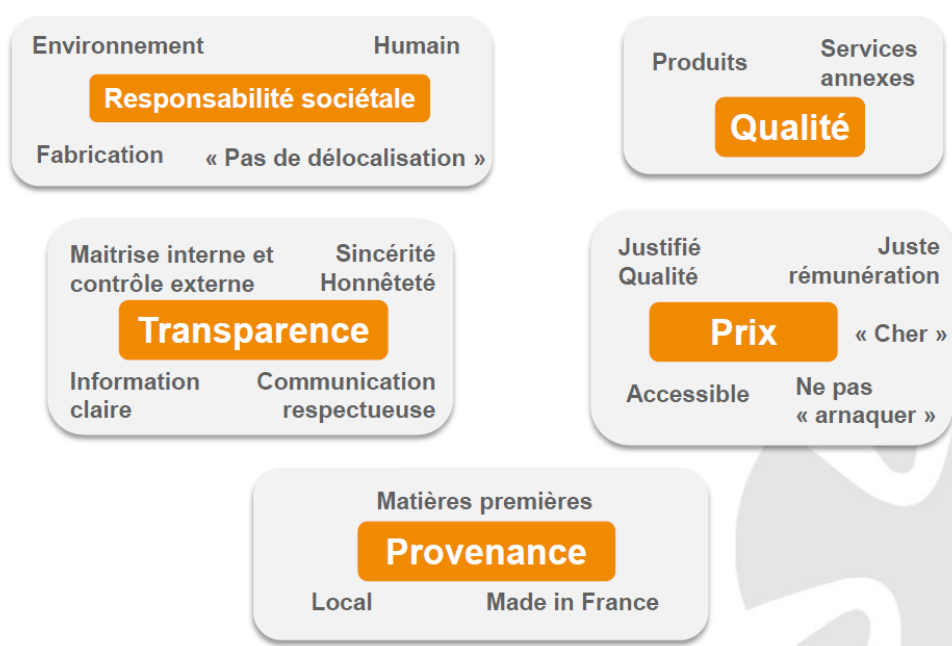 Environnement
Humain
Responsabilité sociétale
Fabrication
« Pas de délocalisation »
Produits
Services
annexes
Qualité
Maitrise interne et
contrôle externe
Sincérité
Honnêteté
Transparence
Information
claire
Communication
respectueuse
Justifié
Qualité
Juste
rémunération
Prix
« Cher »
Accessible
Ne pas
« arnaquer »
Matières premières
Provenance
Local
Made in France